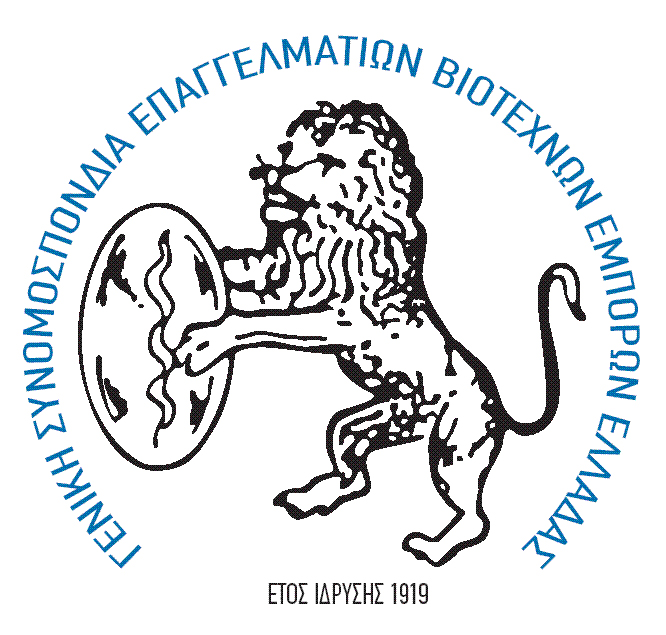 ΓΕΝΙΚΗ ΣΥΝΟΜΟΣΠΟΝΔΙΑ ΕΠΑΓΓΕΛΜΑΤΙΩΝ ΒΙΟΤΕΧΝΩΝ ΕΜΠΟΡΩΝ ΕΛΛΑΔΑΣ
ΕΤΟΣ ΙΔΡΥΣΗΣ 1919